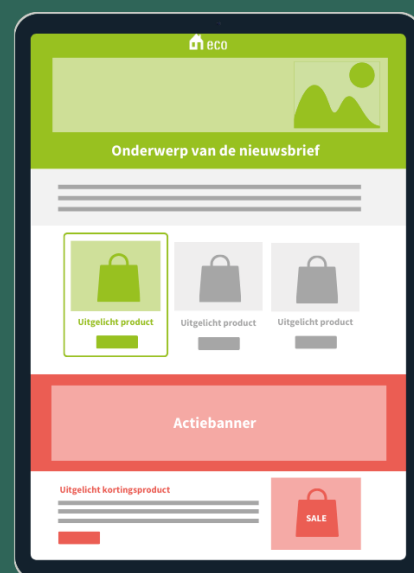 eco
Onderwerp van de nieuwsbrief
Uitgelicht product
Uitgelicht product
Uitgelicht product
Actiebanner
Uitgelicht kortingsproduct
SALE